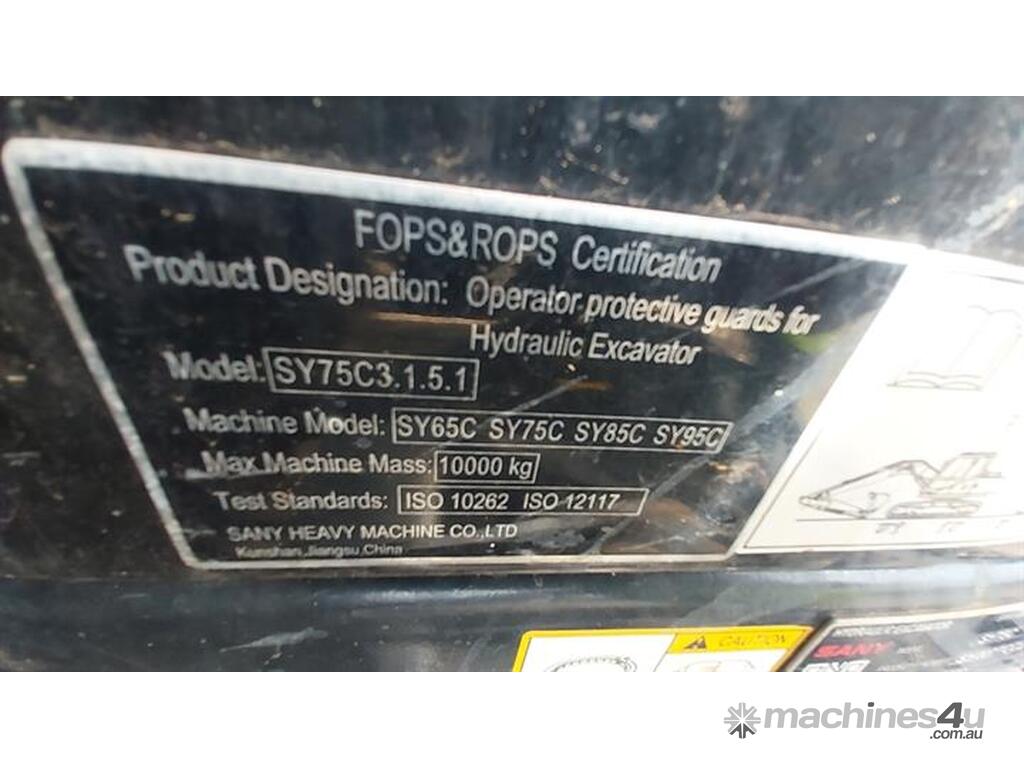 FOPS&ROPS Certification
Product Designation: Operator protective guards for
Hydraulic Excavator
Model: SY75C3.1.5.1
Machine Model: SY65C SY75C SY85C SY95C
Max Machine Mass: 10000 kg
Test Standards: ISO 10262 ISO 12117
SANY HEAVY MACHINE CO.,LTD
Kunshan,Jiangsu,China
CAUTION
SANY
machines4u
.com.au